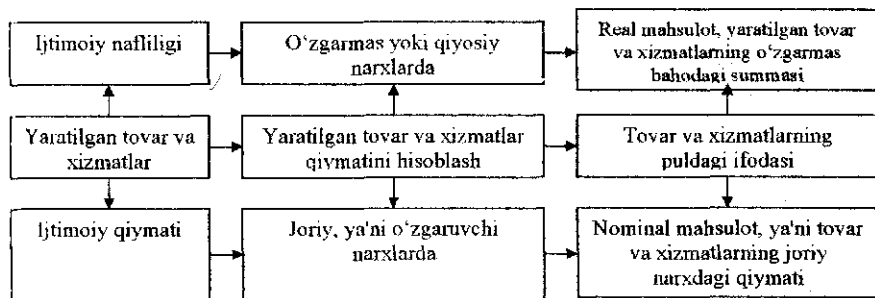 Ijtimoiy nafliligi
O‘zgarmas yoki qiyosiy
narxlarda
Real mahsulot, yaratilgan tovar
va xizmatlarning o‘zgarmas
bahodagi summasi
Yaratilgan tovar va
xizmatlar
Yaratilgan tovar va xizmatlar
qivmatini hisoblash
Tovar va xizmatlarning
puldagi ifodasi
Ijtimoiy qiymati
Joriy, ya'ni o‘zgaruvchi
narxlarda
Nominal mahsulot, ya'ni tovar
va xizmatlarning joriy
narxdagi qiymati